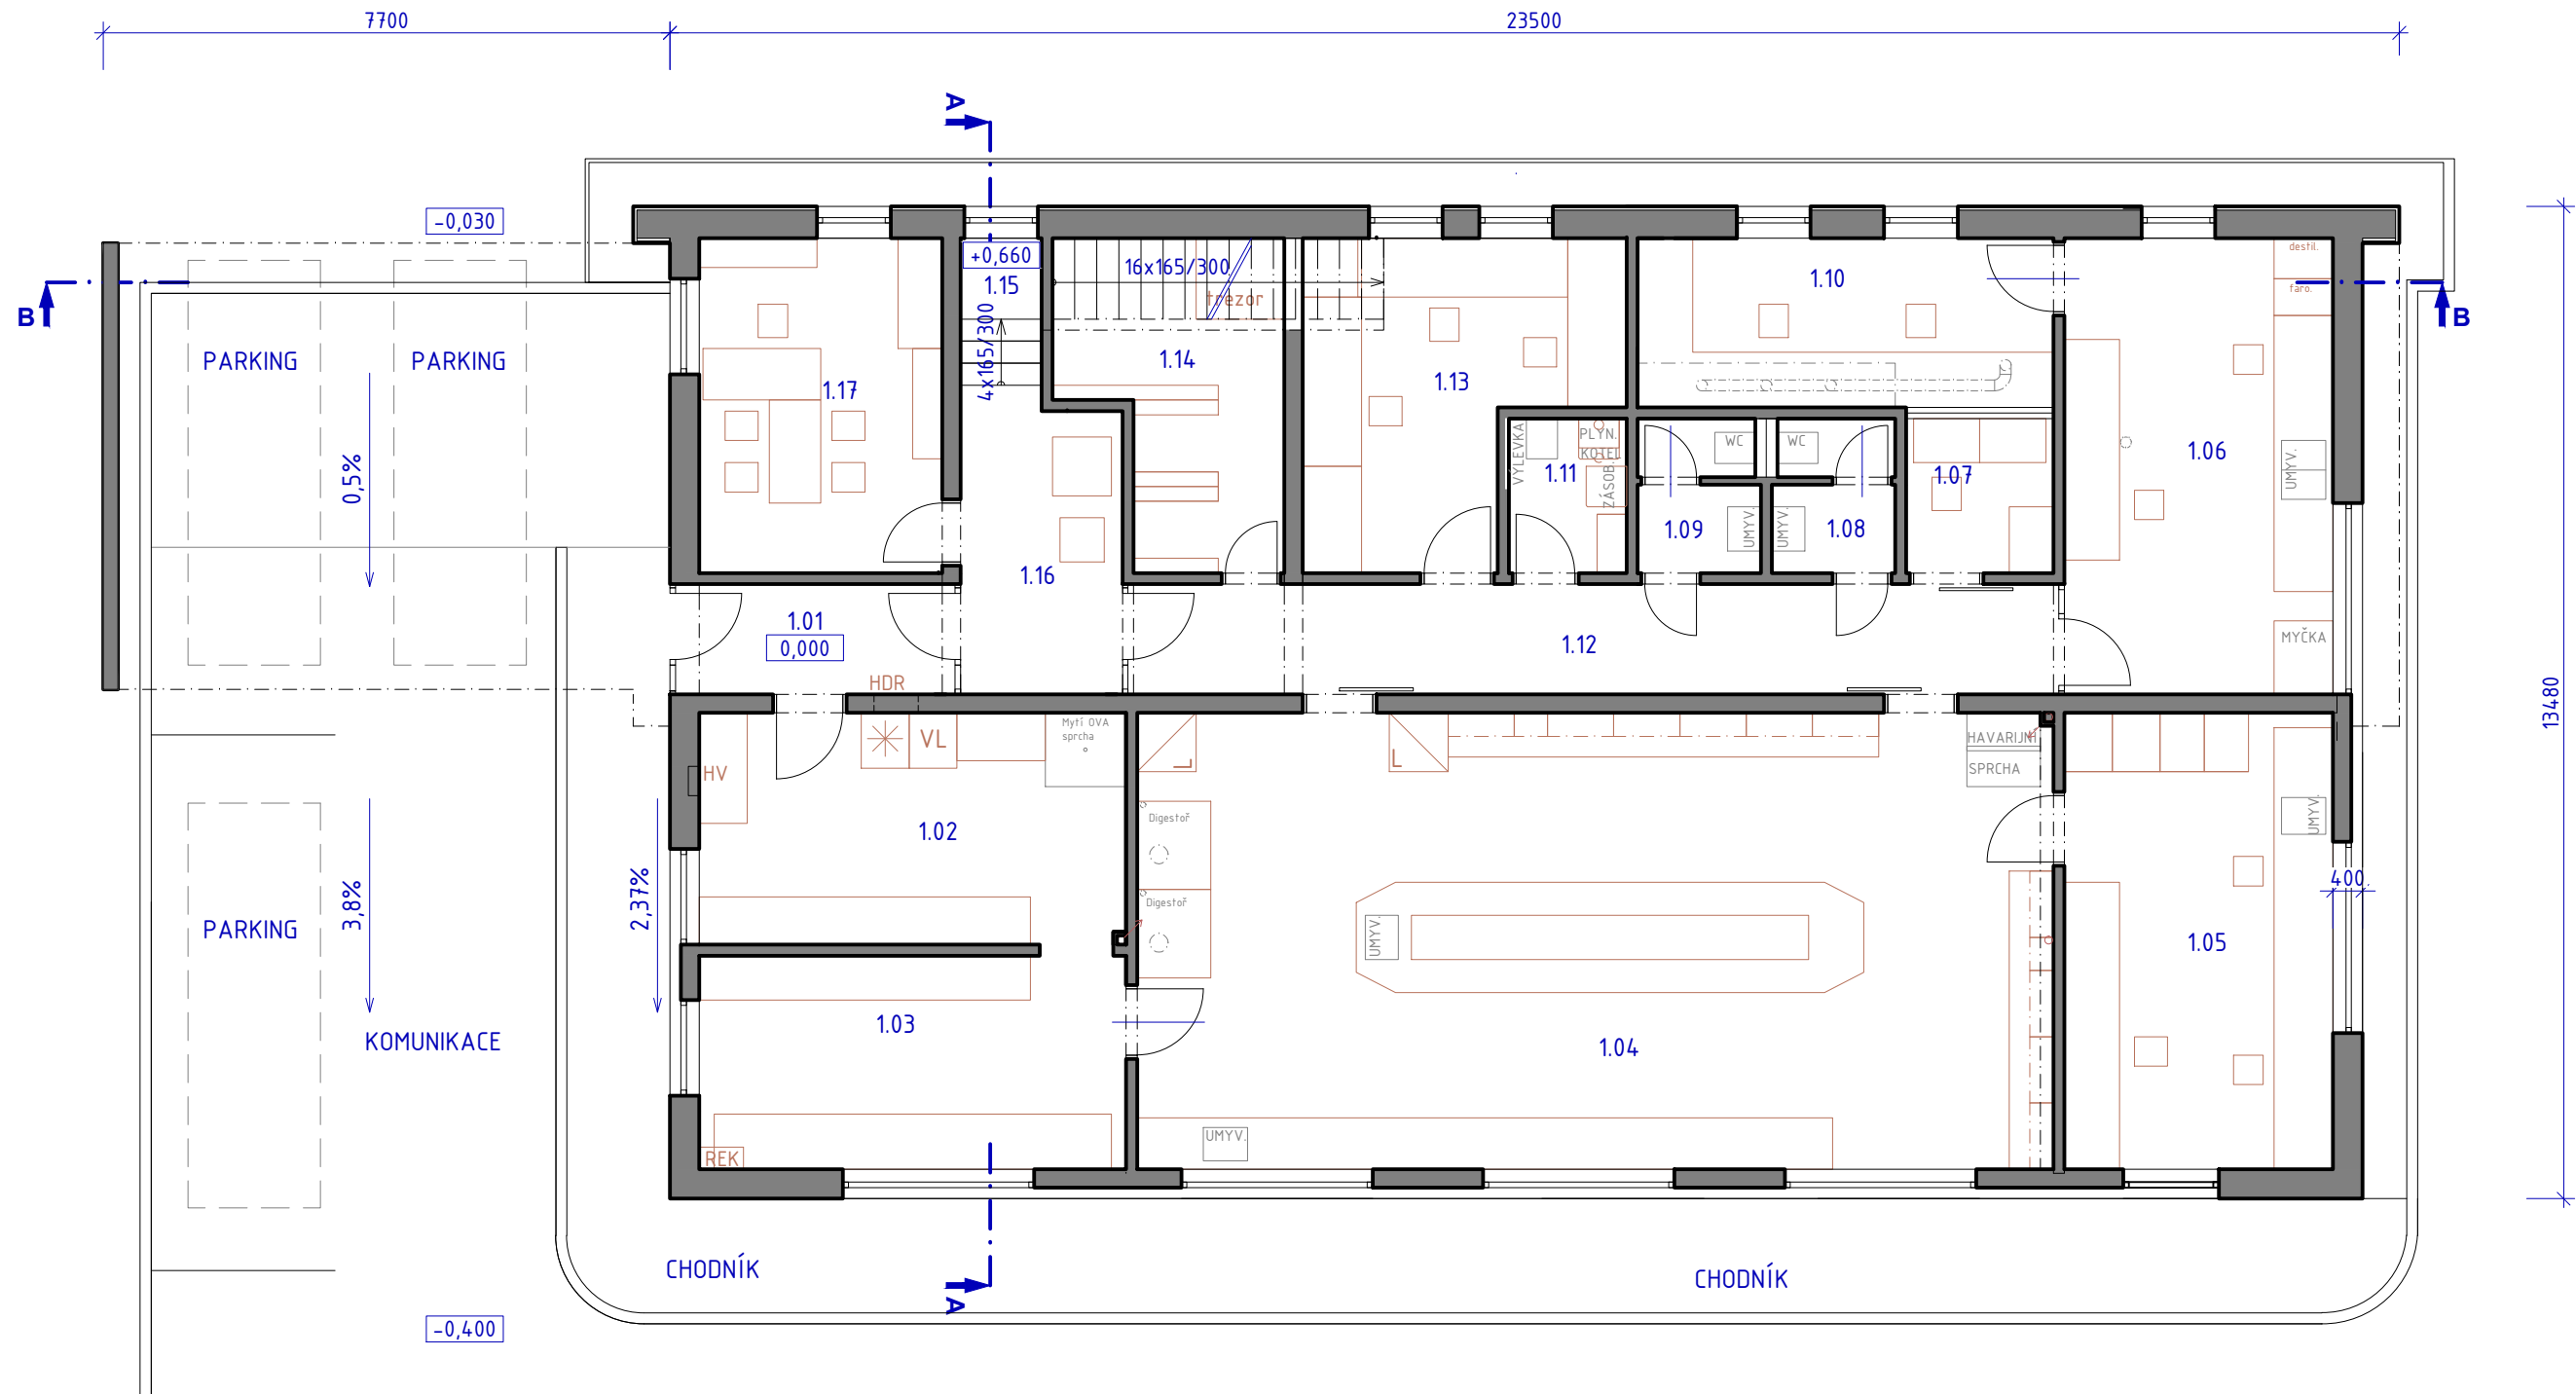 7700
23500
A
-0,030
+0,660
1.15
16x165/300
trezor
4x165/300
1.10
destil.
faro.
B
B
PARKING
PARKING
1.14
1.13
1.17
0,5%
WC
WC
PLYN.
KOTEL
VÝLEVKA
ZÁSOB.
1.11
1.07
1.06
UMYV.
1.09
UMYV.
UMYV.
1.08
1.16
1.01
0,000
1.12
MYČKA
HDR
13480
VL
Mytí OVA
sprcha
HV
HAVARIJNÍ
SPRCHA
1.02
Digestoř
UMYV.
3,8%
2,37%
PARKING
Digestoř
UMYV.
400
1.05
1.03
KOMUNIKACE
1.04
UMYV.
REK
CHODNÍK
CHODNÍK
A
-0,400